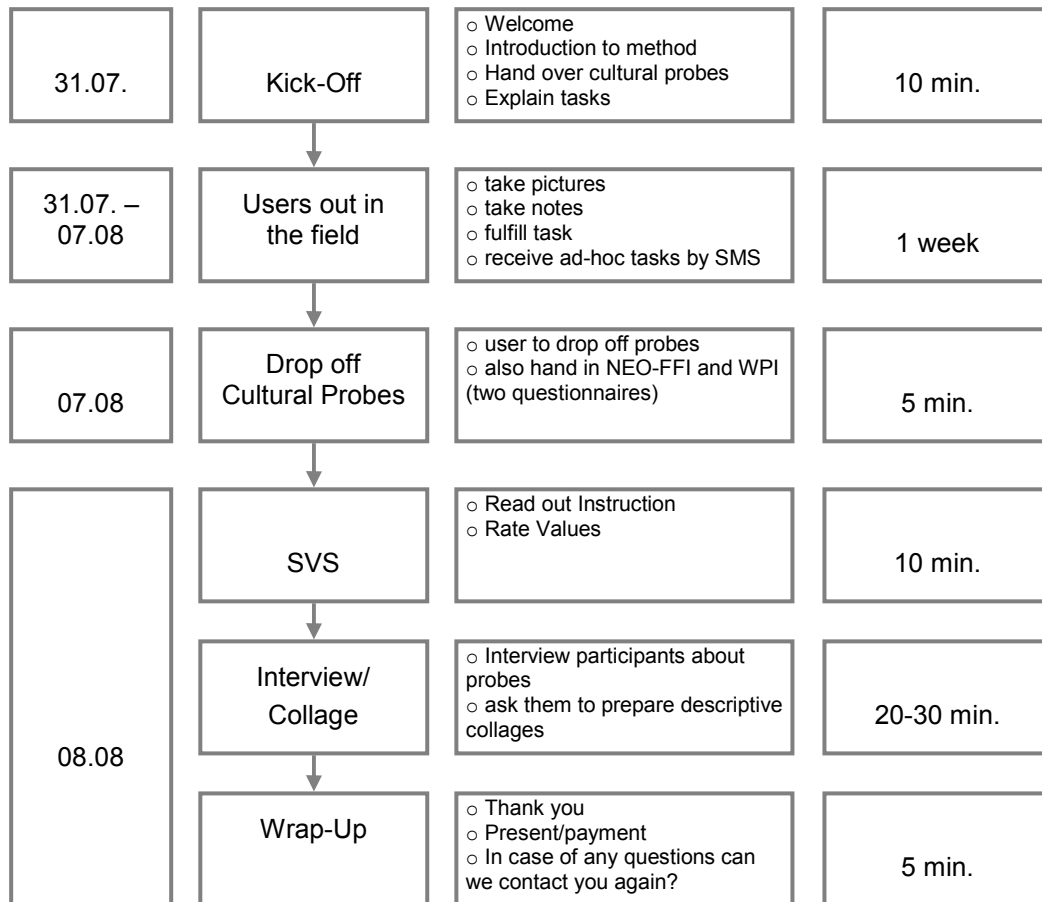 31.07.
Kick-Off
○ Welcome
○ Introduction to method
○ Hand over cultural probes
○ Explain tasks
10 min.
31.07. –
07.08
Users out in
the field
○ take pictures
○ take notes
○ fulfill task
○ receive ad-hoc tasks by SMS
1 week
07.08
Drop off
Cultural Probes
○ user to drop off probes
○ also hand in NEO-FFI and WPI
(two questionnaires)
5 min.
08.08
SVS
○ Read out Instruction
○ Rate Values
10 min.
Interview/
Collage
○ Interview participants about
probes
○ ask them to prepare descriptive
collages
20-30 min.
Wrap-Up
○ Thank you
○ Present/payment
○ In case of any questions can
we contact you again?
5 min.